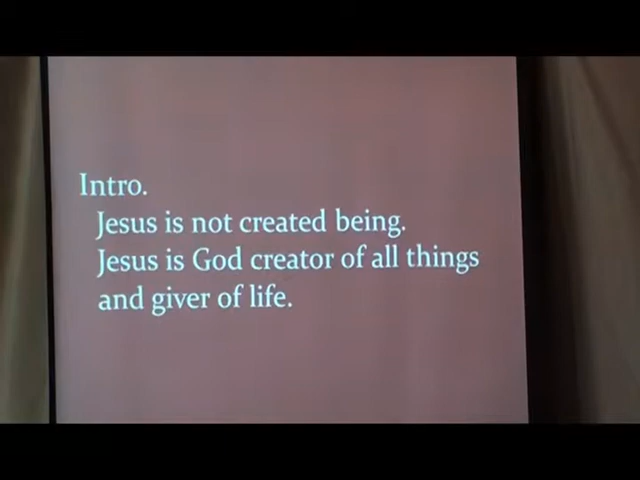 Intro.
Jesus is not created being.
Jesus is God creator of all things
and giver of life.